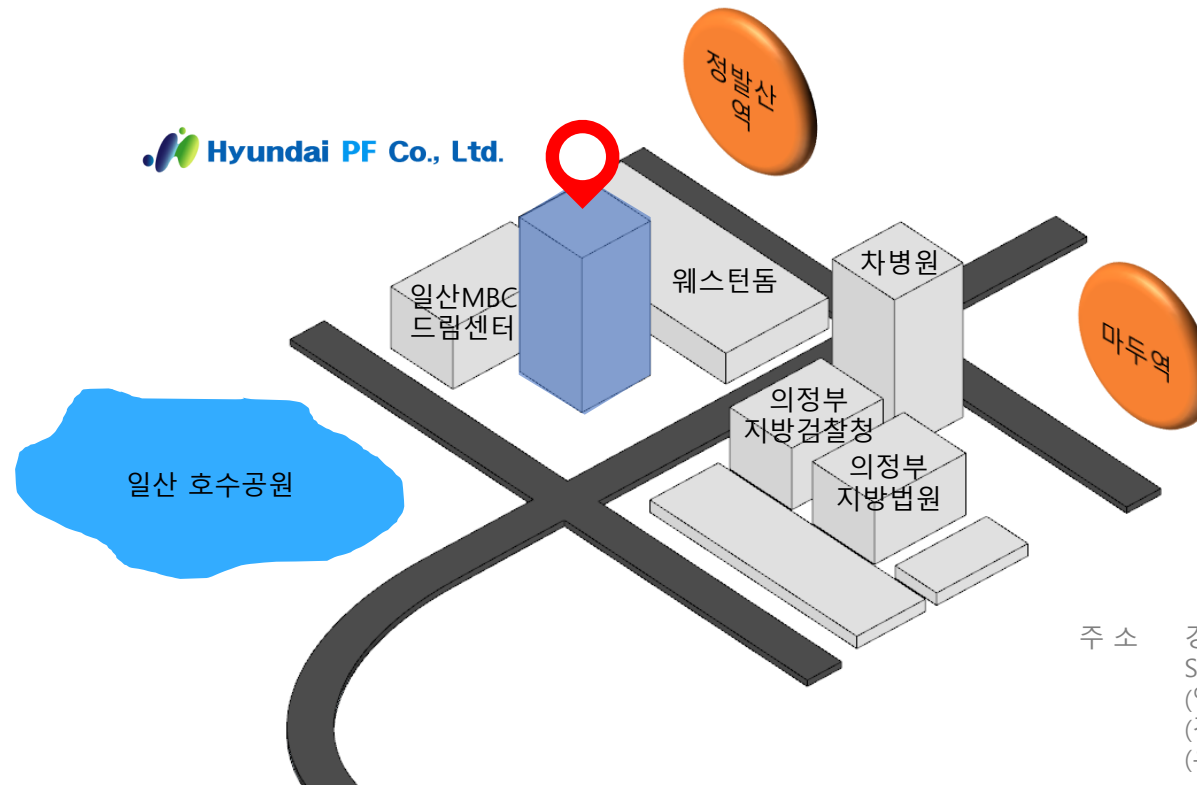 정발산
역
Hyundai PF Co., Ltd.
차병원
웨스턴돔
일산MBC
드림센터
마두역
의정부
지방검찰청
의정부
지방법원
일산 호수공원
주 소
S
(
(
(